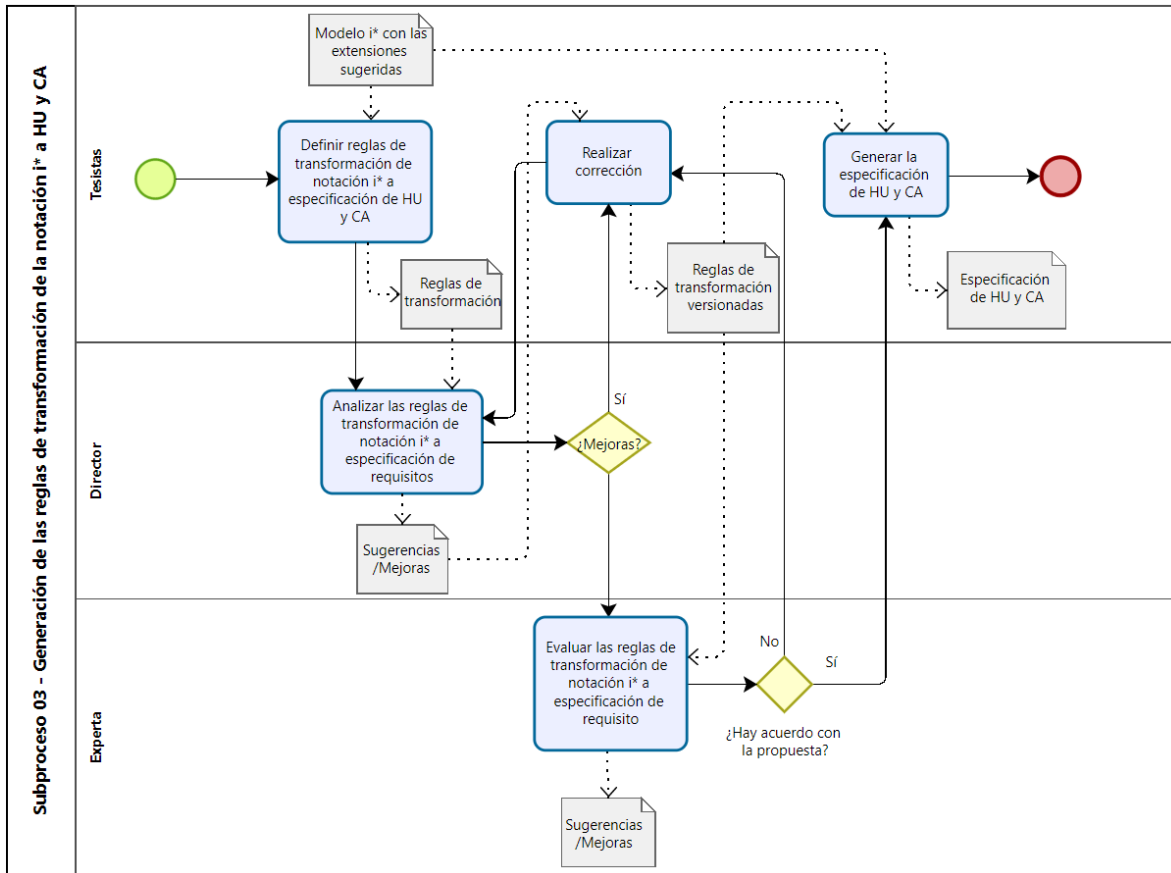 Subproceso 03 - Generación de las reglas de transformación de la notación i* a HU y CA
Tesistas
Modelo i* con las
extensiones
sugeridas
Definir reglas de
transformación de
notación i* a
especificación de HU
y CA
Realizar
corrección
Generar la
especificación
de HU y CA
Reglas de
transformación
Reglas de
transformación
versionadas
Especificación
de HU y CA
Director
Analizar las reglas de
transformación de
notación i* a
especificación de
requisitos
Sí
¿Mejoras?
Sugerencias
/Mejoras
Experta
Evaluar las reglas de
transformación de
notación i* a
especificación de
requisito
No
Sí
¿Hay acuerdo con
la propuesta?
Sugerencias
/Mejoras